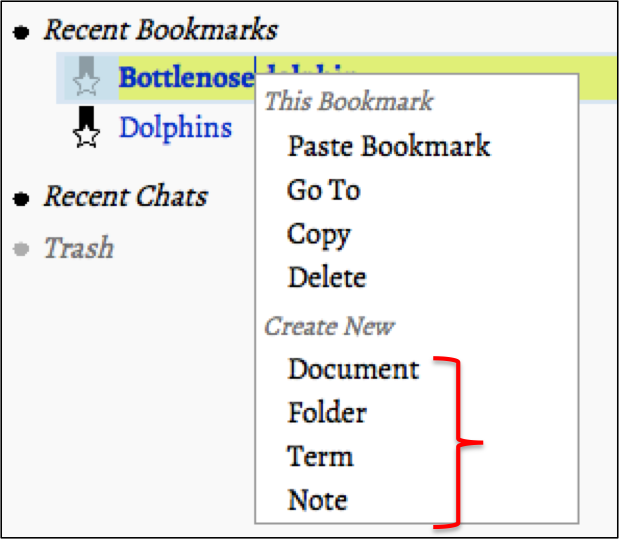 Recent Bookmarks
Bottlenose dolphin
This Bookmark
Dolphins
Paste Bookmark
Go To
Recent Chats
Copy
Trash
Delete
Create New
Document
Folder
Term
Note